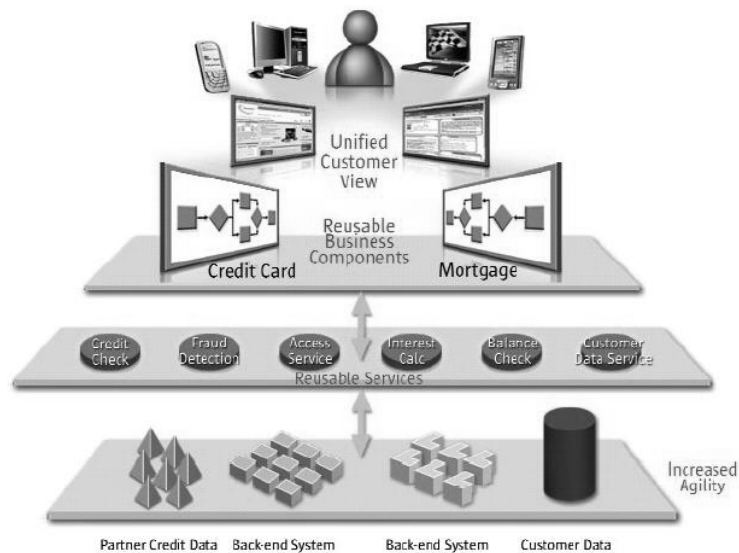 Unified
Customer
View
Reusable
Business
Components
Credit Card
Mortgage
Credit
Check
Fraud
Detection
Access
Service
Interest
Calc
Balance
Check
Customer
Data Service
Reusable Services
Increased
Agility
Partner Credit Data
Back-end System
Back-end System
Customer Data